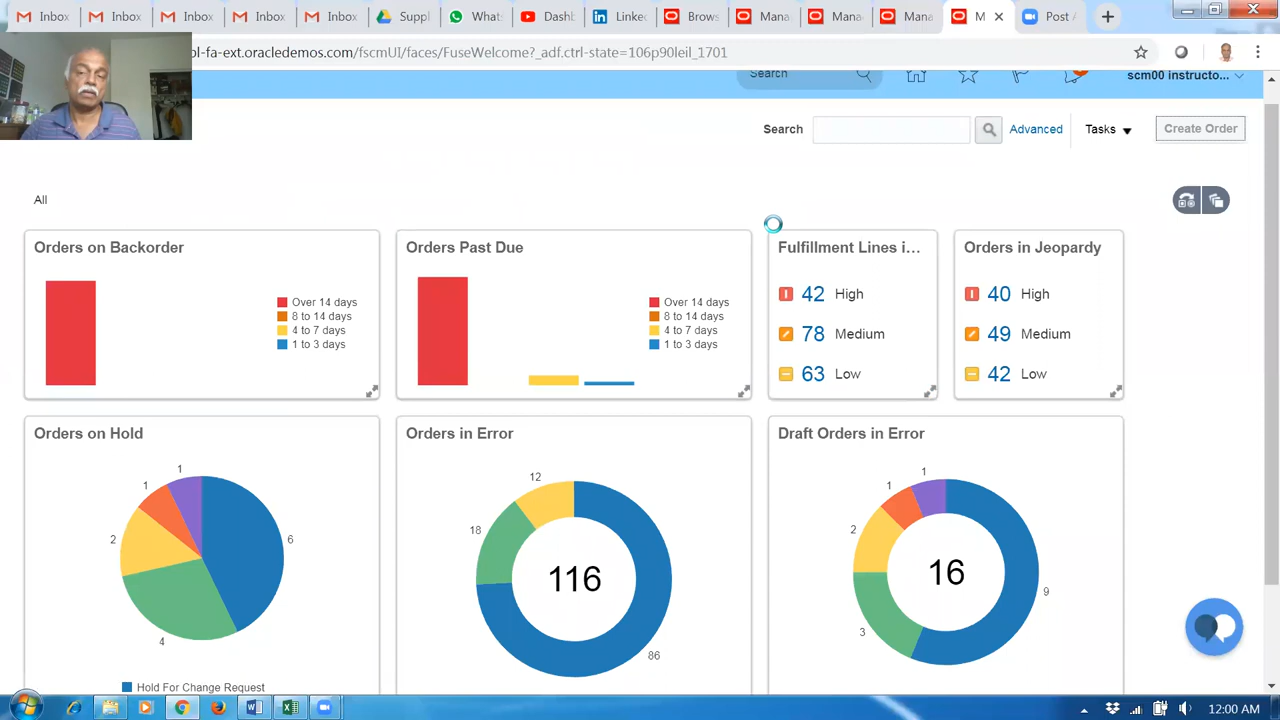 Inbox
Inbox
Inbox
Inbox
Inbox
Supp
What
Dash
Linke
Brows
Mana
Mana
Mana
M
Post /
ol-fa-ext.oracledemos.com/fscmUI/faces/FuseWelcome?_adf.ctrl-state=106p90leil_1701
Search
scm00 instructo...
Search
Advanced
Tasks
Create Order
All
Orders on Backorder
Over 14 days
8 to 14 days
4 to 7 days
1 to 3 days
Orders Past Due
Over 14 days
8 to 14 days
4 to 7 days
1 to 3 days
Fulfillment Lines i...
42 High
78 Medium
63 Low
Orders in Jeopardy
40 High
49 Medium
42 Low
Orders on Hold
1
1
2
6
4
Hold For Change Request
Orders in Error
12
18
116
86
Draft Orders in Error
1
1
2
16
9
3
12:00 AM